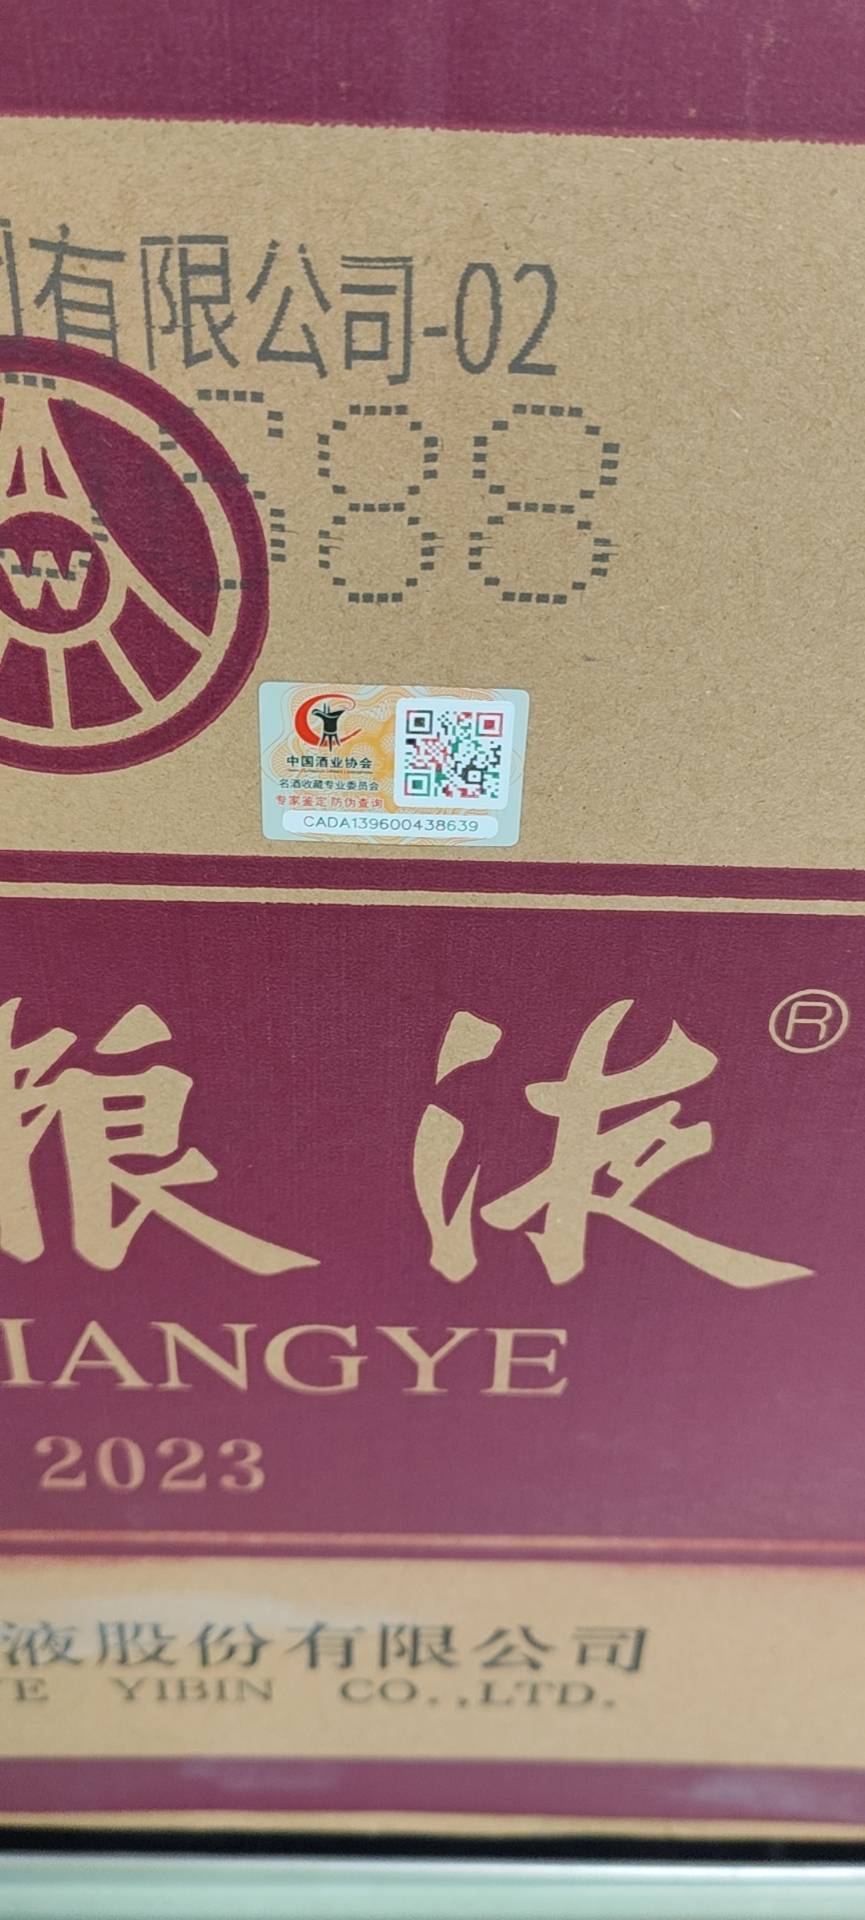 有限公司-02
88
W
中国酒业协会
名酒收藏专业委员会
专家鉴定 防伪查询
CADA139600438639
粮液®
IANGYE
2023
液股份有限公司
YE YIBIN CO.,LTD.